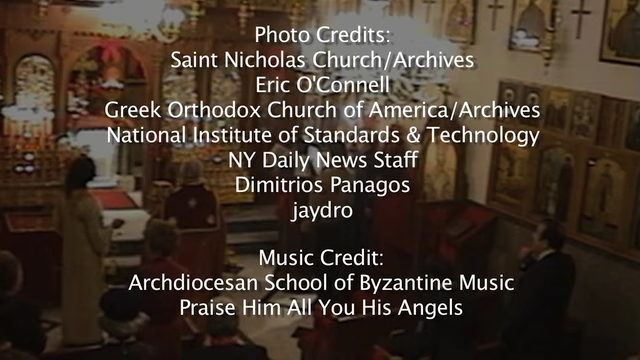 Photo Credits:
Saint Nicholas Church/Archives
Eric O'Connell
Greek Orthodox Church of America/Archives
National Institute of Standards & Technology
NY Daily News Staff
Dimitrios Panagos
jaydro
Music Credit:
Archdiocesan School of Byzantine Music
Praise Him All You His Angels